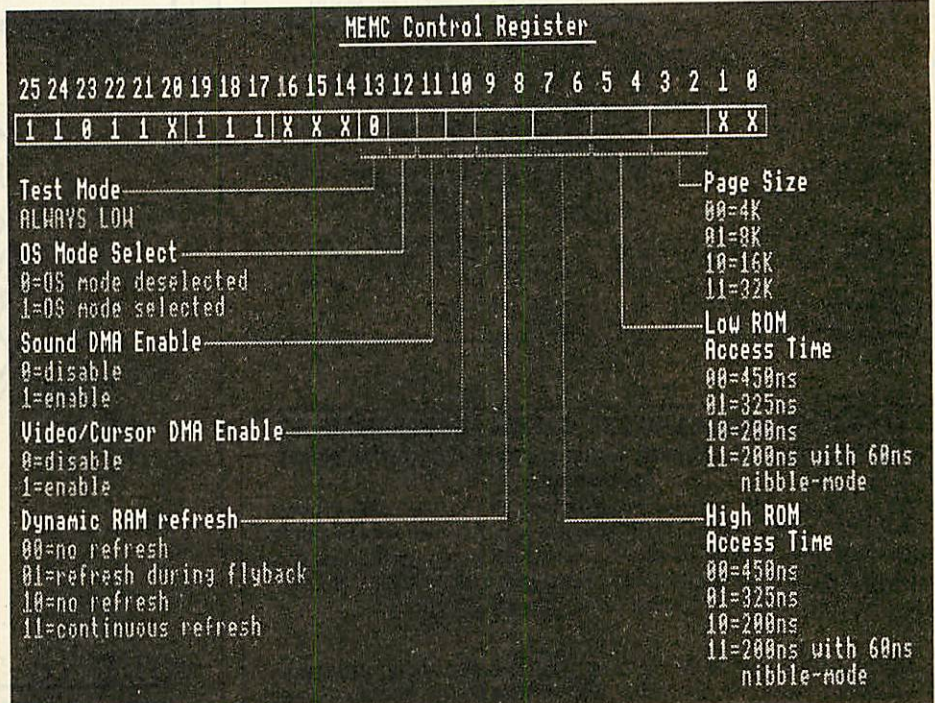 MEMC Control Register
25 24 23 22 21 20 19 18 17 16 15 14 13 12 11 10 9 8 7 6 5 4 3 2 1 0
1 1 0 1 1 X 1 1 1 X X X 0 X X
Test Mode
ALWAYS LOW
OS Mode Select
0=OS mode deselected
1=OS mode selected
Sound DMA Enable
0=disable
1=enable
Video/Cursor DMA Enable
0=disable
1=enable
Dynamic RAM refresh
00=no refresh
01=refresh during flyback
10=no refresh
11=continuous refresh
Page Size
00=4K
01=8K
10=16K
11=32K
Low ROM
Access Time
00=450ns
01=325ns
10=200ns
11=200ns with 60ns
nibble-mode
High ROM
Access Time
00=450ns
01=325ns
10=200ns
11=200ns with 60ns
nibble-mode